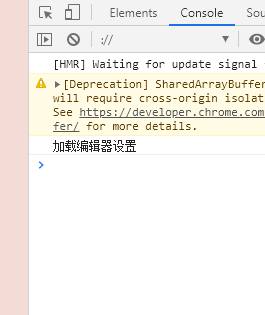 Elements Console
://
[HMR] Waiting for update signal
[Deprecation] SharedArrayBuffer
will require cross-origin isolat
See https://developer.chrome.com
fer/ for more details.
加载编辑器设置